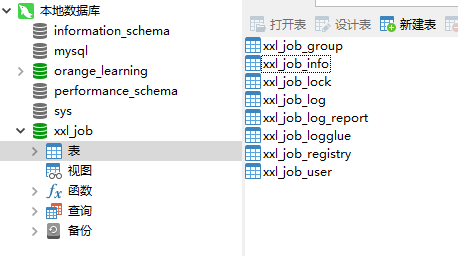 本地数据库
information_schema
mysql
orange_learning
performance_schema
sys
xxl_job
表
视图
函数
查询
备份
打开表 设计表 新建表
xxl_job_group
xxl_job_info
xxl_job_lock
xxl_job_log
xxl_job_log_report
xxl_job_logglue
xxl_job_registry
xxl_job_user